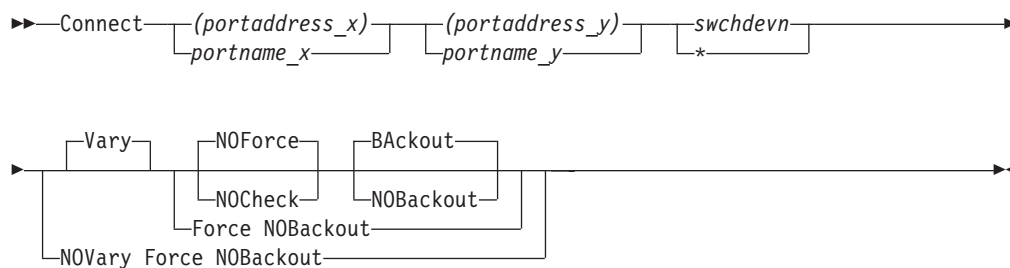 Connect (portaddress_x) (portaddress_y) swchdevn
portname_x portname_y *
Vary NOForce BAckout
NOCheck NOBackout
Force NOBackout
NOVary Force NOBackout